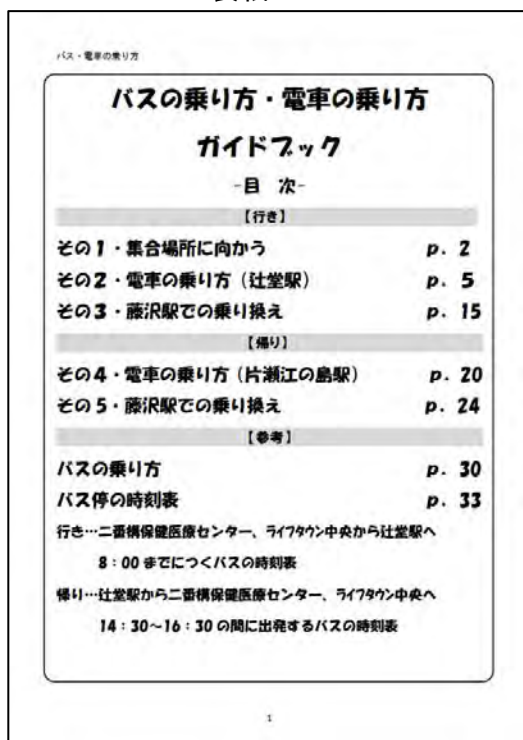 バス・電車の乗り方
バスの乗り方・電車の乗り方
ガイドブック
-目 次-
【行き】
その1・集合場所に向かう p. 2
その2・電車の乗り方(辻堂駅) p. 5
その3・藤沢駅での乗り換え p. 15
【帰り】
その4・電車の乗り方(片瀬江の島駅) p. 20
その5・藤沢駅での乗り換え p. 24
【参考】
バスの乗り方 p. 30
バス停の時刻表 p. 33
行き…二番構保健医療センター、ライフタウン中央から辻堂駅へ
8:00 までにつくバスの時刻表
帰り…辻堂駅から二番構保健医療センター、ライフタウン中央へ
14:30~16:30 の間に出発するバスの時刻表
1